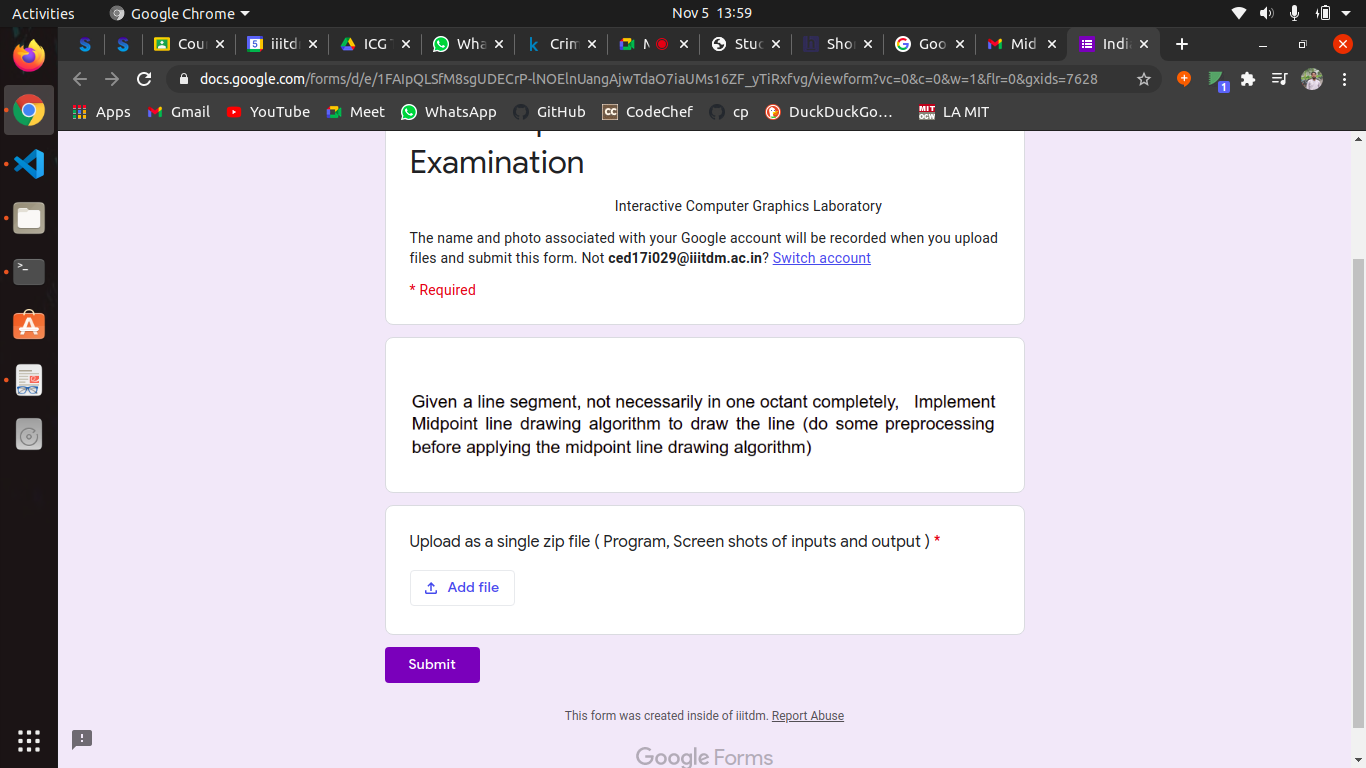 Activities Google Chrome Nov 5 13:59
Cour iiitd ICG T Wha Crim M Stud Shor Goo Mid India
docs.google.com/forms/d/e/1FAIpQLSfM8sgUDECrP-lNOElnUangAjwTdaO7iaUMs16ZF_yTiRxfvg/viewform?vc=0&c=0&w=1&flr=0&gxids=7628
1
Apps Gmail YouTube Meet WhatsApp GitHub CodeChef cp DuckDuckGo… LA MIT
Examination
Interactive Computer Graphics Laboratory
The name and photo associated with your Google account will be recorded when you upload
files and submit this form. Not ced17i029@iiitdm.ac.in? Switch account
* Required
Given a line segment, not necessarily in one octant completely, Implement
Midpoint line drawing algorithm to draw the line (do some preprocessing
before applying the midpoint line drawing algorithm)
Upload as a single zip file ( Program, Screen shots of inputs and output ) *
Add file
Submit
This form was created inside of iiitdm. Report Abuse
Google Forms